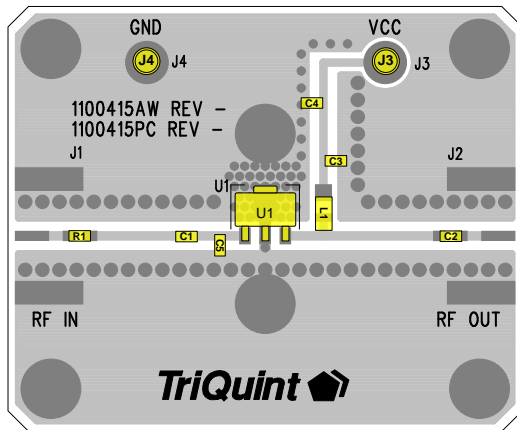 GND
VCC
J4 J4
J3 J3
C4
1100415AW REV -
1100415PC REV -
C3
J1
J2
U1
U1
L1
R1
C1
C5
C2
RF IN
RF OUT
TriQuint